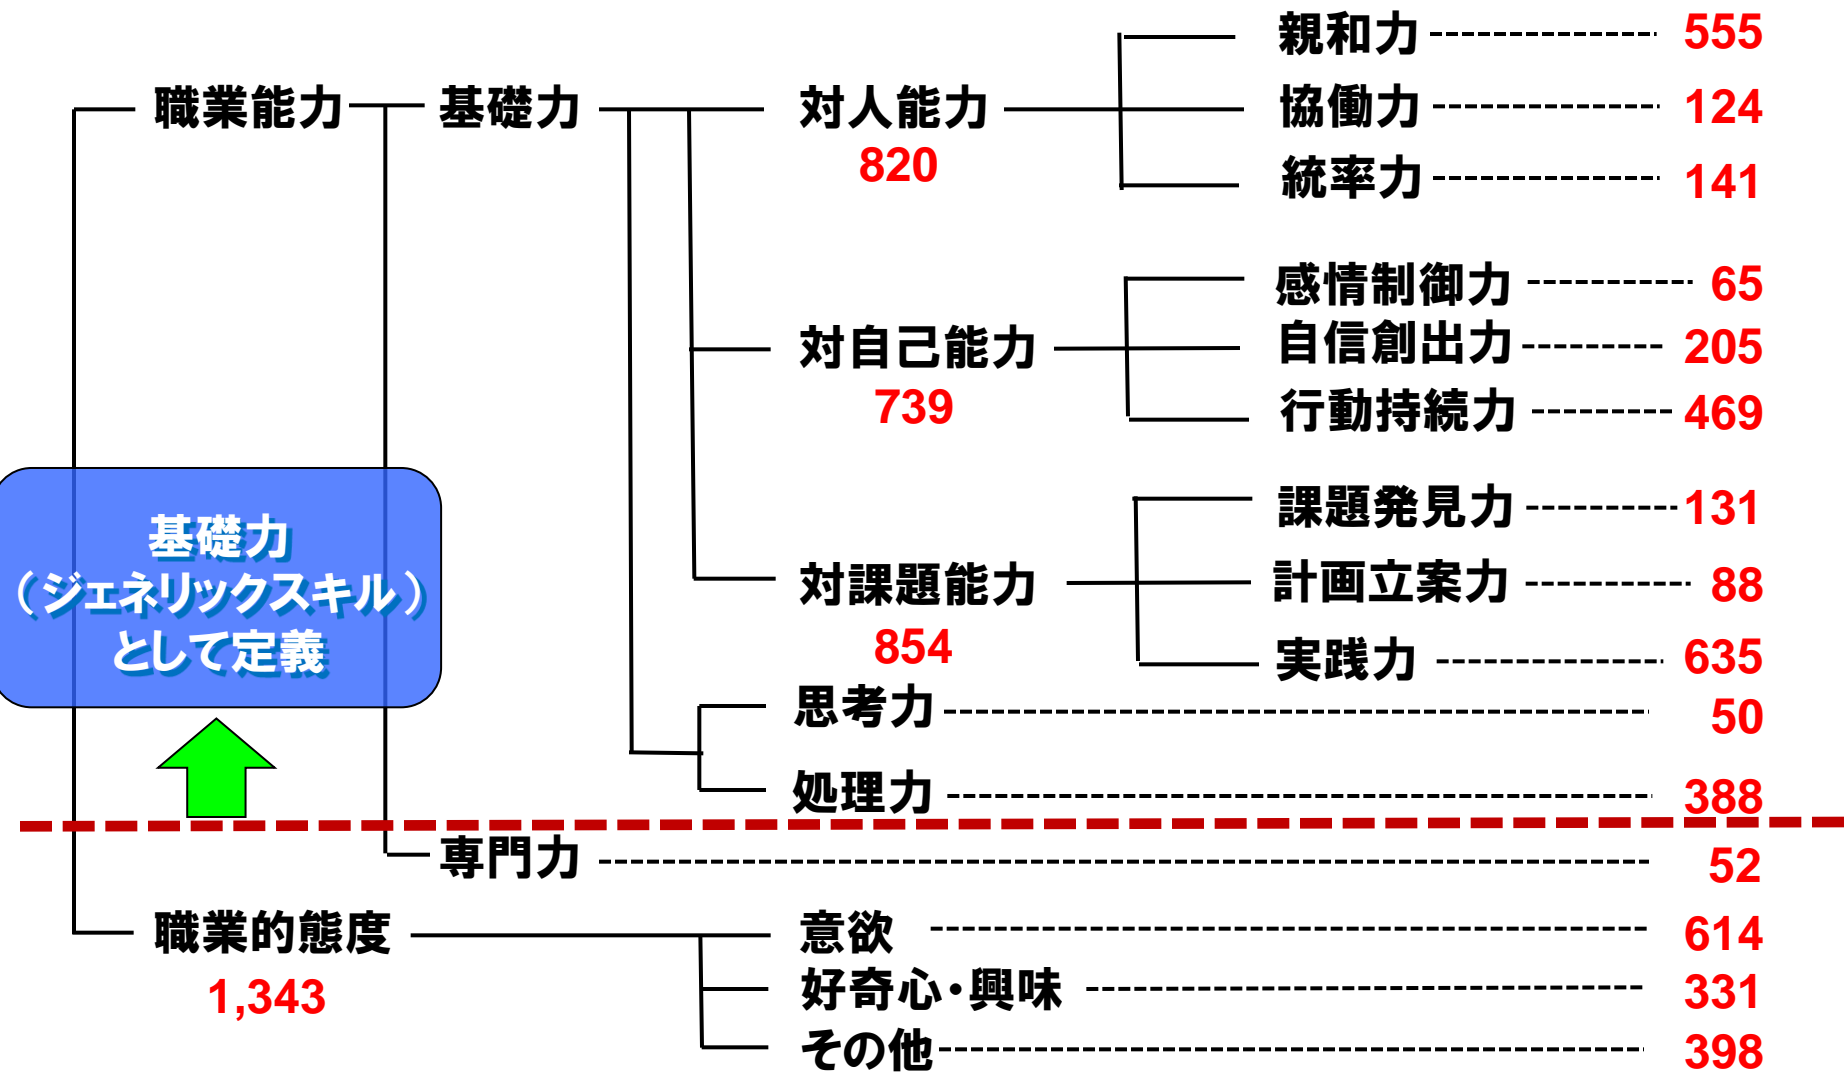 親和力 555
職業能力 基礎力 対人能力 協働力 124
820
統率力 141
感情制御力 65
対自己能力 自信創出力 205
739
行動持続力 469
課題発見力 131
基礎力
(ジェネリックスキル)
として定義
対課題能力 計画立案力 88
854
実践力 635
思考力 50
処理力 388
専門力 52
職業的態度 意欲 614
1,343
好奇心・興味 331
その他 398